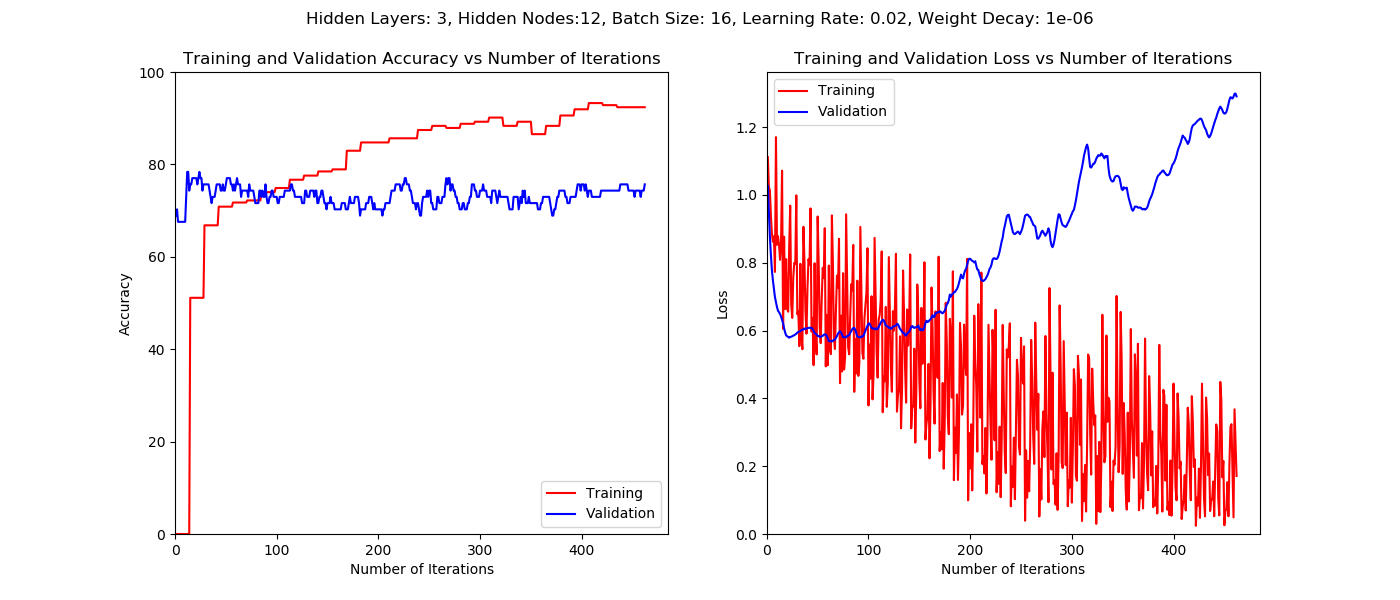 Hidden Layers: 3, Hidden Nodes:12, Batch Size: 16, Learning Rate: 0.02, Weight Decay: 1e-06
Training and Validation Accuracy vs Number of Iterations
100
80
60
40
20
0
Accuracy
0 100 200 300 400
Number of Iterations
Training
Validation
Training and Validation Loss vs Number of Iterations
Training
Validation
1.2
1.0
0.8
0.6
0.4
0.2
0.0
Loss
0 100 200 300 400
Number of Iterations